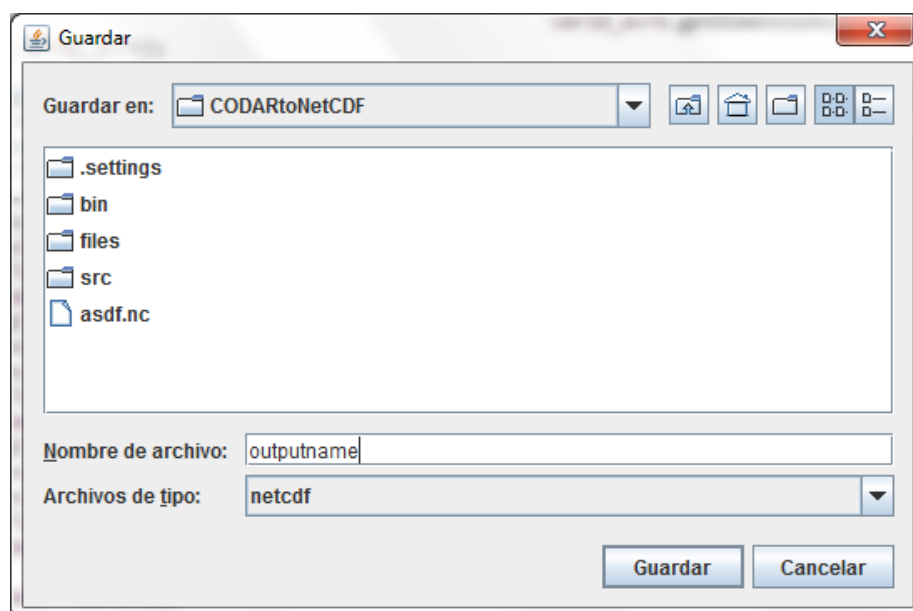 Guardar
Guardar en: CODARtoNetCDF
.settings
bin
files
src
asdf.nc
Nombre de archivo: outputname
Archivos de tipo: netcdf
Guardar Cancelar